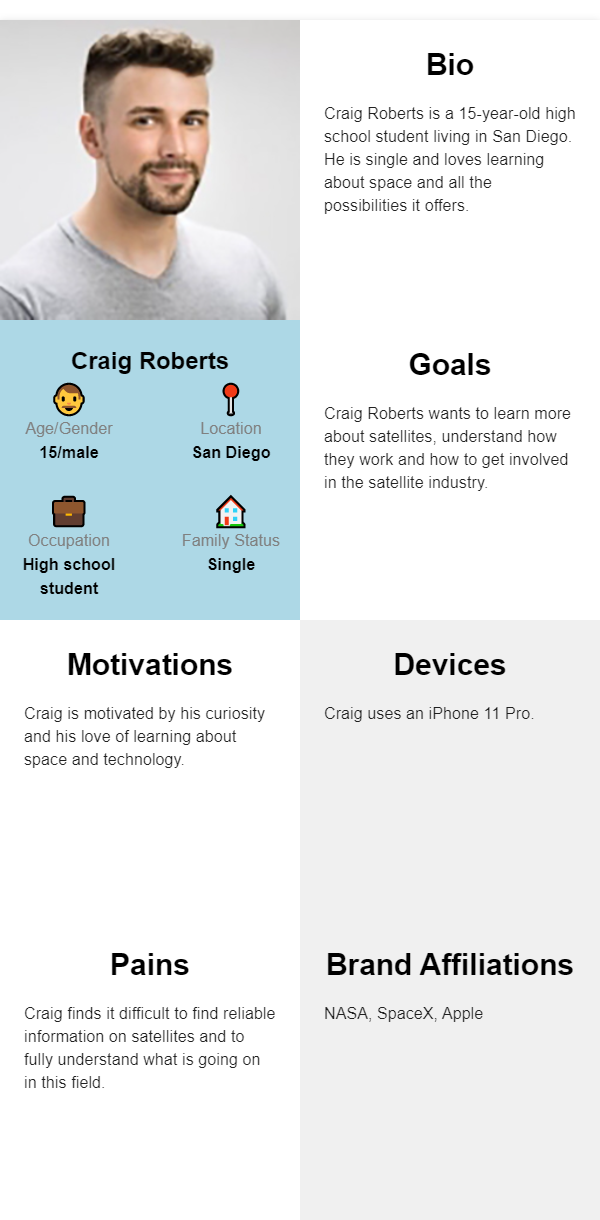 Bio
Craig Roberts is a 15-year-old high
school student living in San Diego.
He is single and loves learning
about space and all the
possibilities it offers.
Craig Roberts
Age/Gender
15/male
Location
San Diego
Occupation
High school
student
Family Status
Single
Goals
Craig Roberts wants to learn more
about satellites, understand how
they work and how to get involved
in the satellite industry.
Motivations
Craig is motivated by his curiosity
and his love of learning about
space and technology.
Devices
Craig uses an iPhone 11 Pro.
Pains
Craig finds it difficult to find reliable
information on satellites and to
fully understand what is going on
in this field.
Brand Affiliations
NASA, SpaceX, Apple